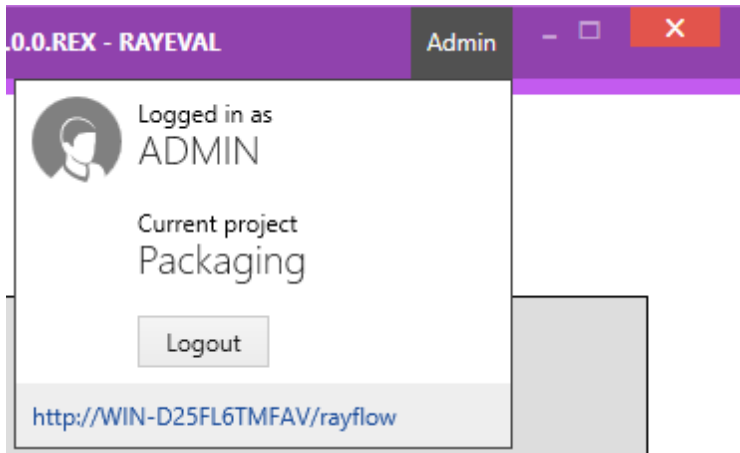 .0.0.REX - RAYEVAL Admin
Logged in as
ADMIN
Current project
Packaging
Logout
http://WIN-D25FL6TMFAV/rayflow